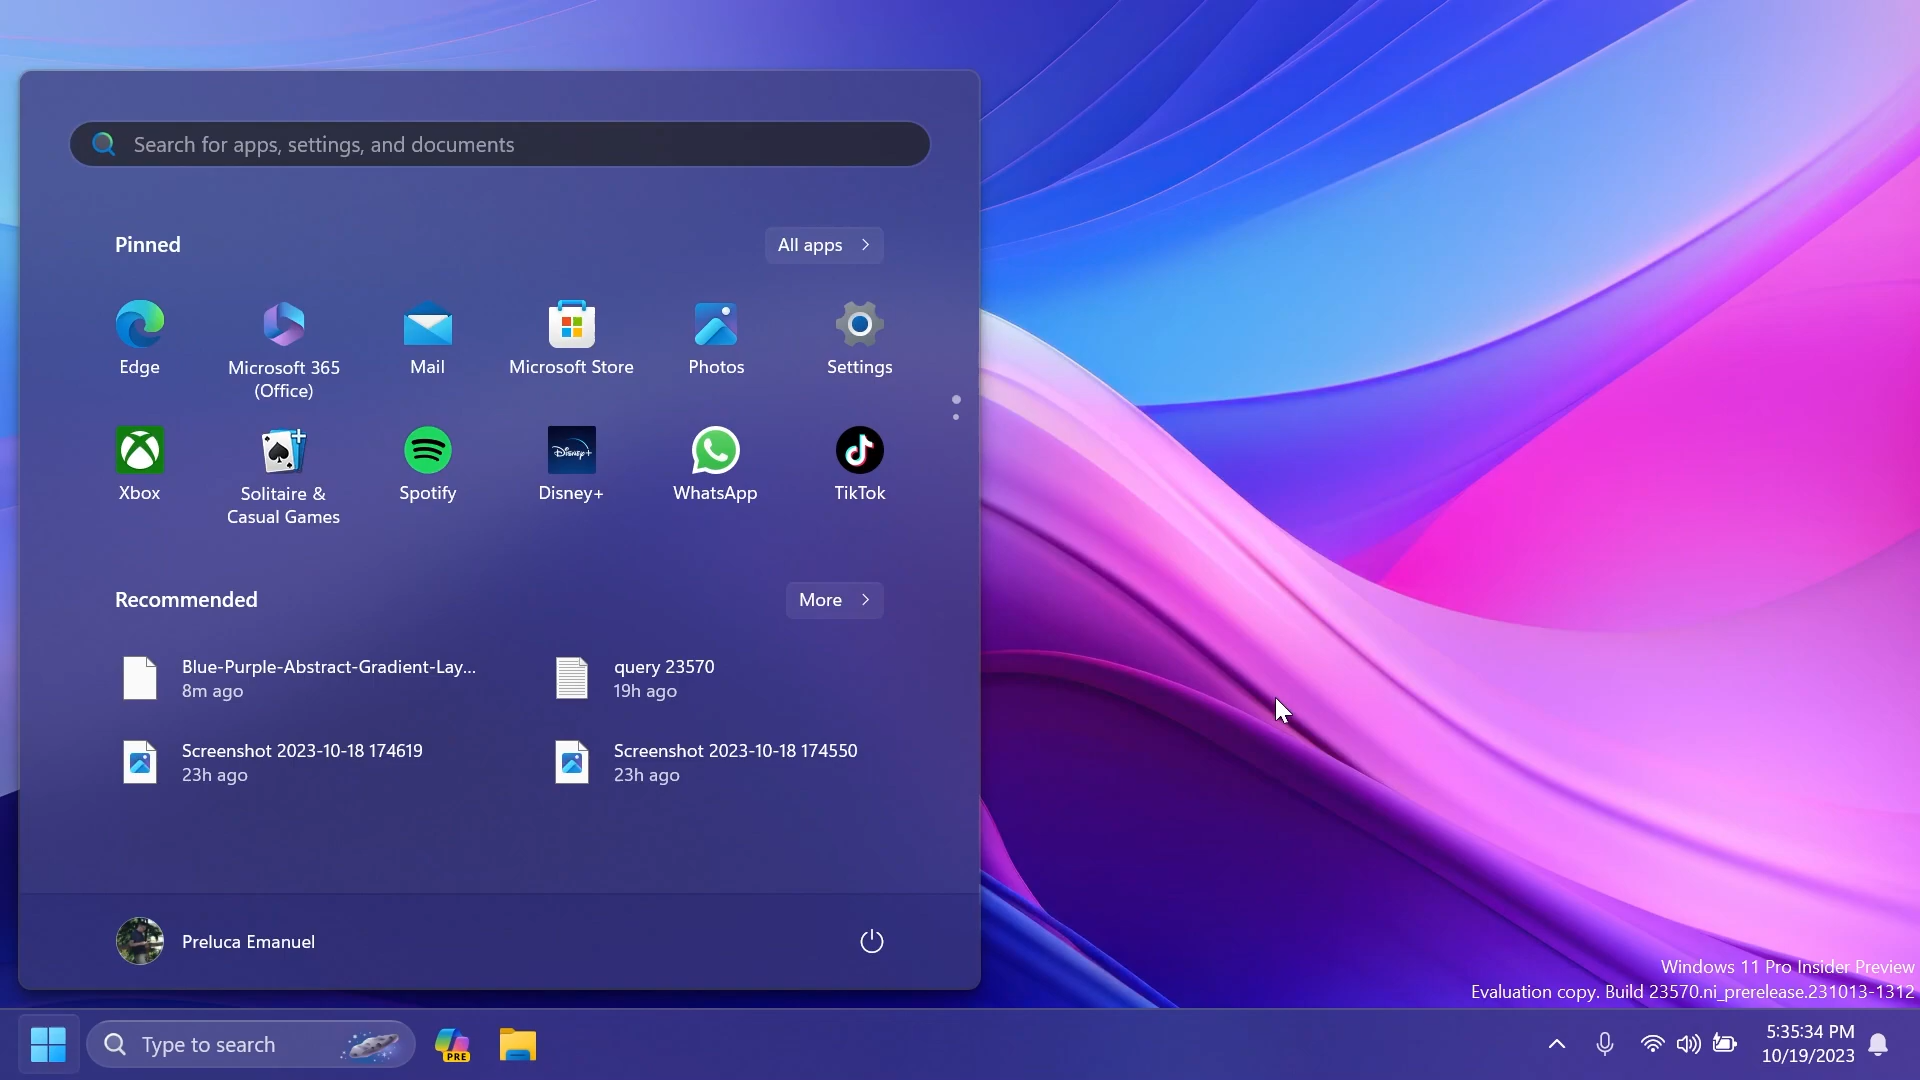 Search for apps, settings, and documents
Pinned
All apps
Edge
Microsoft 365
(Office)
Mail
Microsoft Store
Photos
Settings
Xbox
Solitaire &
Casual Games
Spotify
Disney+
Disney+
WhatsApp
TikTok
Recommended
More
Blue-Purple-Abstract-Gradient-Lay...
8m ago
query 23570
19h ago
Screenshot 2023-10-18 174619
23h ago
Screenshot 2023-10-18 174550
23h ago
Preluca Emanuel
Windows 11 Pro Insider Preview
Evaluation copy. Build 23570.ni_prerelease.231013-1312
Type to search
PRE
5:35:34 PM
10/19/2023